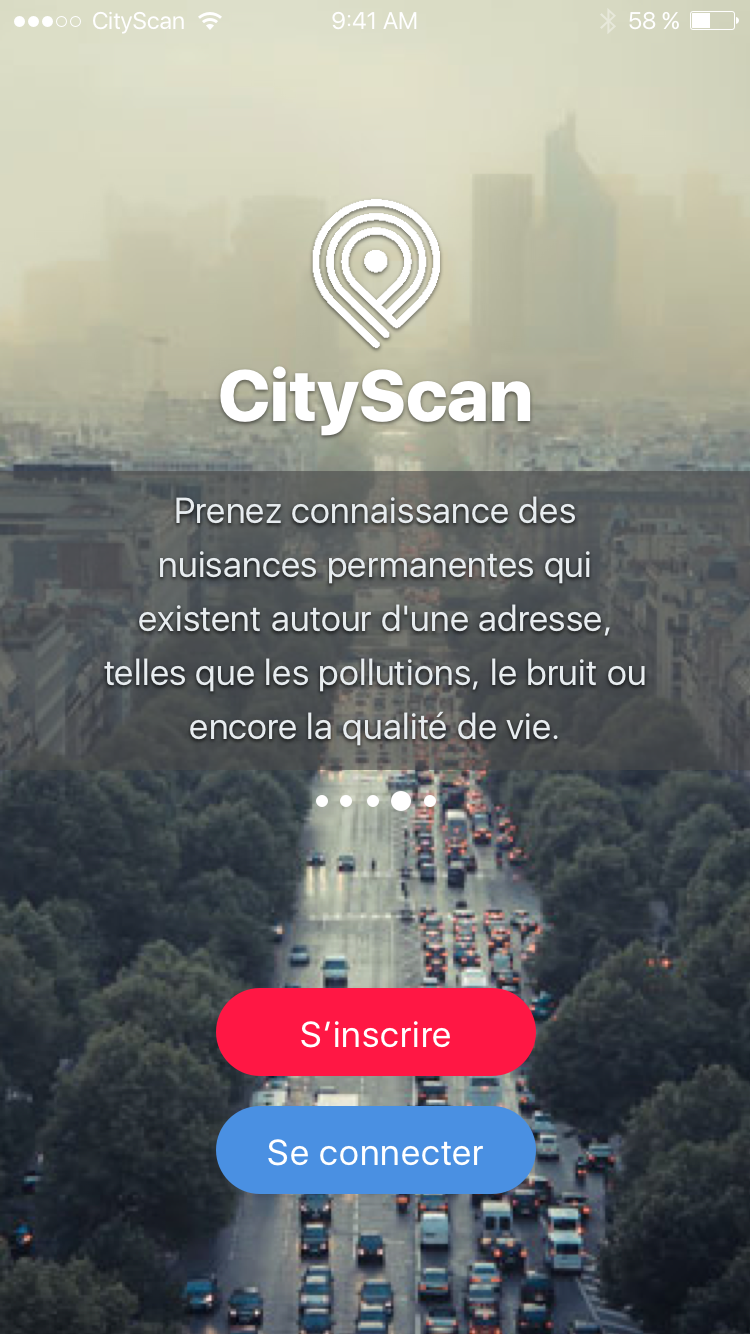 CityScan 9:41 AM 58 %
CityScan
Prenez connaissance des
nuisances permanentes qui
existent autour d'une adresse,
telles que les pollutions, le bruit ou
encore la qualité de vie.
S’inscrire
Se connecter